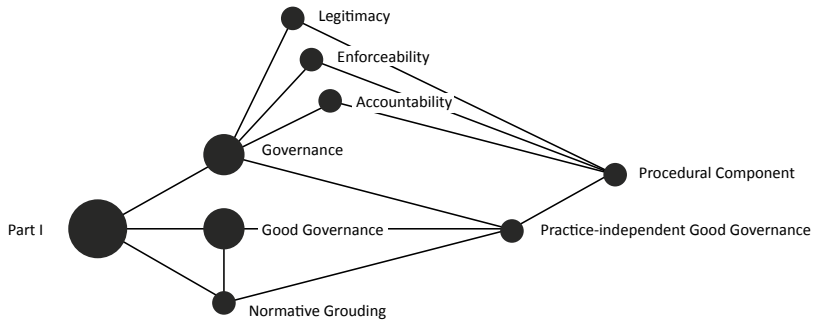 Legitimacy
Enforceability
Accountability
Governance
Procedural Component
Part I
Good Governance
Practice-independent Good Governance
Normative Grouding